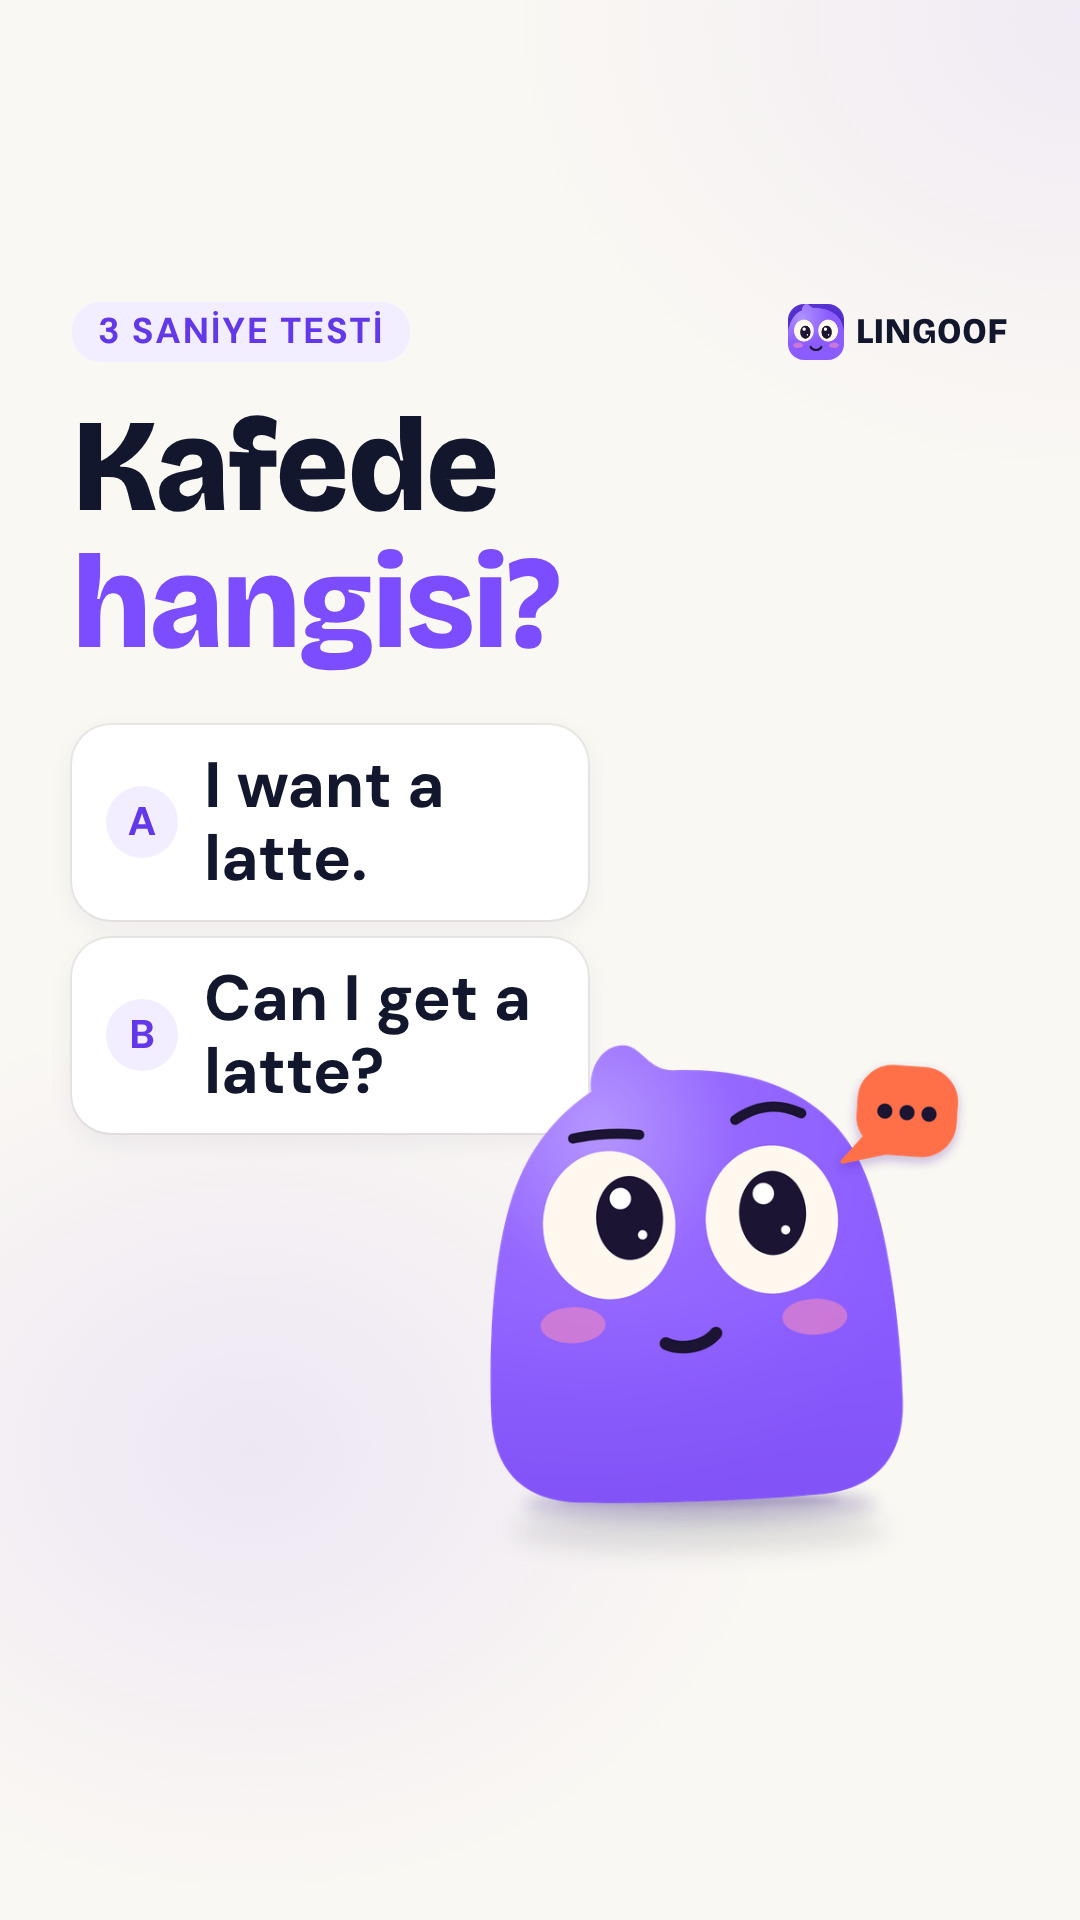 3 SANİYE TESTİ
LINGOOF
Kafede
hangisi?
A
I want a
latte.
B
Can I get a
latte?